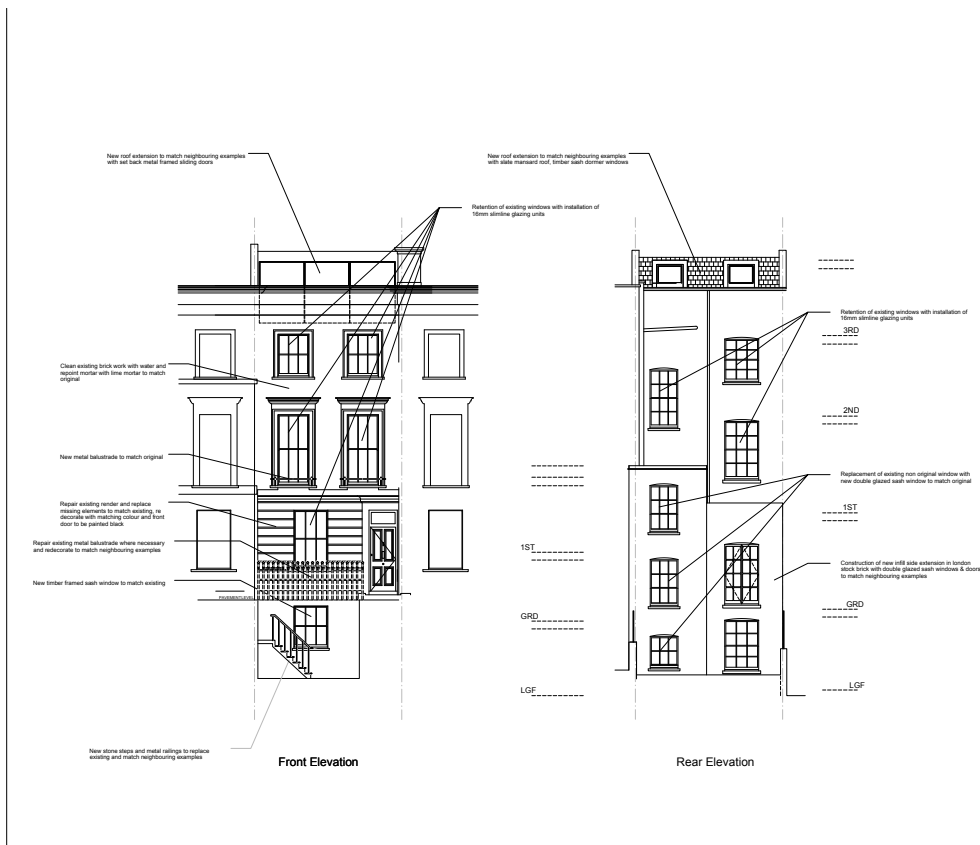 New roof extension to match neighbouring examples
with set back metal framed sliding doors
New roof extension to match neighbouring examples
with slate mansard roof, timber sash dormer windows
Retention of existing windows with installation of
16mm slimline glazing units
Retention of existing windows with installation of
16mm slimline glazing units
3RD
Clean existing brick work with water and
repoint mortar with lime mortar to match
original
2ND
New metal balustrade to match original
Replacement of existing non original window with
new double glazed sash window to match original
Repair existing render and replace
missing elements to match existing, re
decorate with matching colour and front
door to be painted black
1ST
Repair existing metal balustrade where necessary
and redecorate to match neighbouring examples
1ST
Construction of new infill side extension in london
stock brick with double glazed sash windows & doors
to match neighbouring examples
New timber framed sash window to match existing
PAVEMENT LEVEL
GRD
GRD
LGF
LGF
New stone steps and metal railings to replace
existing and match neighbouring examples
Front Elevation
Rear Elevation